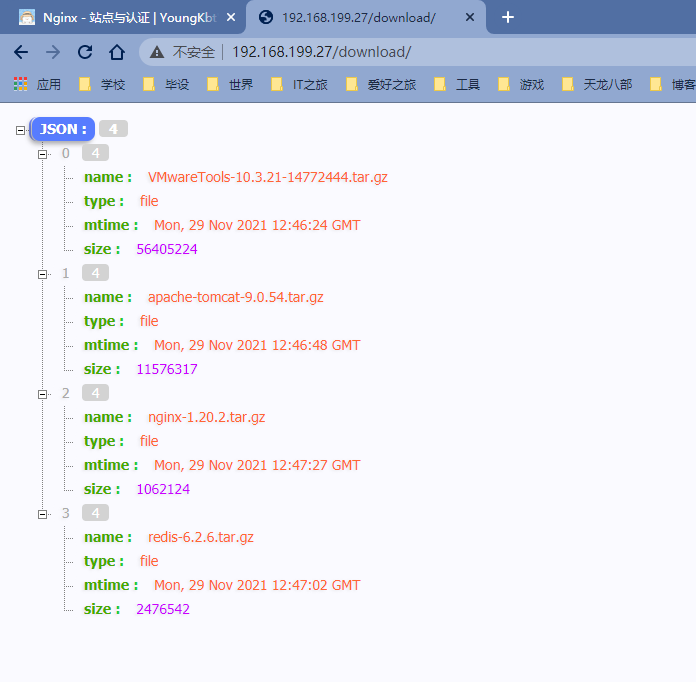 Nginx - 站点与认证 | YoungKbt
192.168.199.27/download/
不安全 | 192.168.199.27/download/
应用 学校 毕设 世界 IT之旅 爱好之旅 工具 游戏 天龙八部 博客
JSON : 4
0 4
name : VMwareTools-10.3.21-14772444.tar.gz
type : file
mtime : Mon, 29 Nov 2021 12:46:24 GMT
size : 56405224
1 4
name : apache-tomcat-9.0.54.tar.gz
type : file
mtime : Mon, 29 Nov 2021 12:46:48 GMT
size : 11576317
2 4
name : nginx-1.20.2.tar.gz
type : file
mtime : Mon, 29 Nov 2021 12:47:27 GMT
size : 1062124
3 4
name : redis-6.2.6.tar.gz
type : file
mtime : Mon, 29 Nov 2021 12:47:02 GMT
size : 2476542